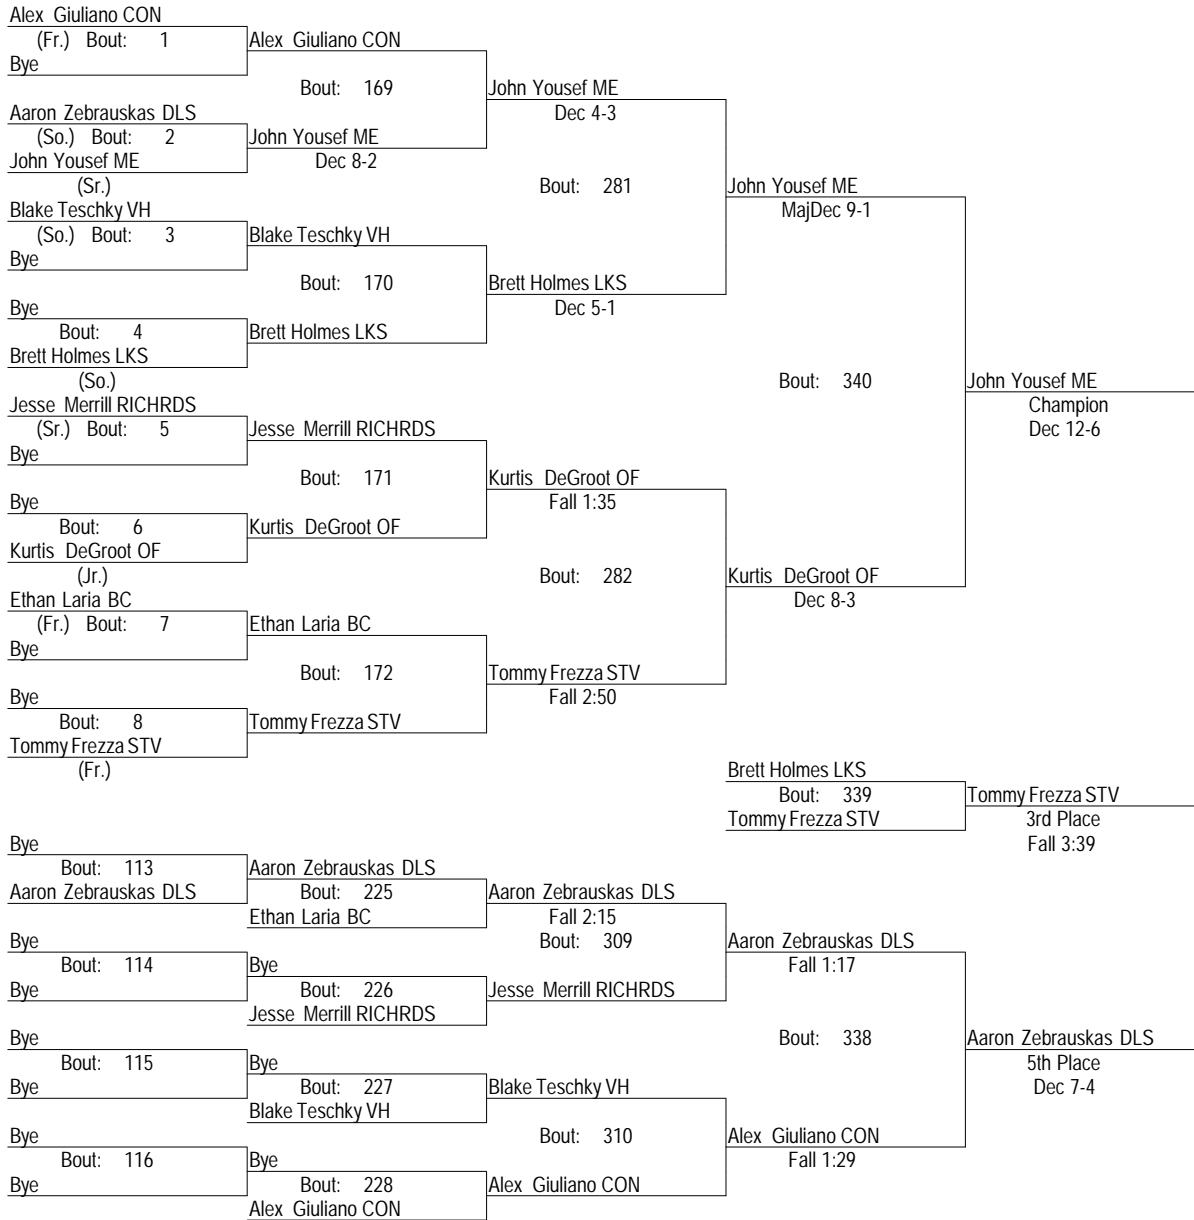 Alex Giuliano CON
(Fr.) Bout: 1 Alex Giuliano CON
Bye
Bout: 169 John Yousef ME
Aaron Zebrauskas DLS Dec 4-3
(So.) Bout: 2 John Yousef ME
John Yousef ME Dec 8-2
(Sr.) Bout: 281 John Yousef ME
Blake Teschky VH MajDec 9-1
(So.) Bout: 3 Blake Teschky VH
Bye
Bout: 170 Brett Holmes LKS
Bye Dec 5-1
Bout: 4 Brett Holmes LKS
Brett Holmes LKS
(So.) Bout: 340 John Yousef ME
Jesse Merrill RICHRDS Champion
(Sr.) Bout: 5 Jesse Merrill RICHRDS Dec 12-6
Bye
Bout: 171 Kurtis DeGroot OF
Bye Fall 1:35
Bout: 6 Kurtis DeGroot OF
Kurtis DeGroot OF
(Jr.) Bout: 282 Kurtis DeGroot OF
Ethan Laria BC Dec 8-3
(Fr.) Bout: 7 Ethan Laria BC
Bye
Bout: 172 Tommy Frezza STV
Bye Fall 2:50
Bout: 8 Tommy Frezza STV
Tommy Frezza STV
(Fr.) Brett Holmes LKS
Bout: 339 Tommy Frezza STV
Tommy Frezza STV 3rd Place
Bye Fall 3:39
Bout: 113 Aaron Zebrauskas DLS
Aaron Zebrauskas DLS Bout: 225 Aaron Zebrauskas DLS
Ethan Laria BC Fall 2:15
Bye Bout: 309 Aaron Zebrauskas DLS
Bout: 114 Bye Fall 1:17
Bye Bout: 226 Jesse Merrill RICHRDS
Jesse Merrill RICHRDS
Bye Bout: 338 Aaron Zebrauskas DLS
Bout: 115 Bye 5th Place
Bye Bout: 227 Blake Teschky VH Dec 7-4
Blake Teschky VH
Bye Bout: 310 Alex Giuliano CON
Bout: 116 Bye Fall 1:29
Bye Bout: 228 Alex Giuliano CON
Alex Giuliano CON